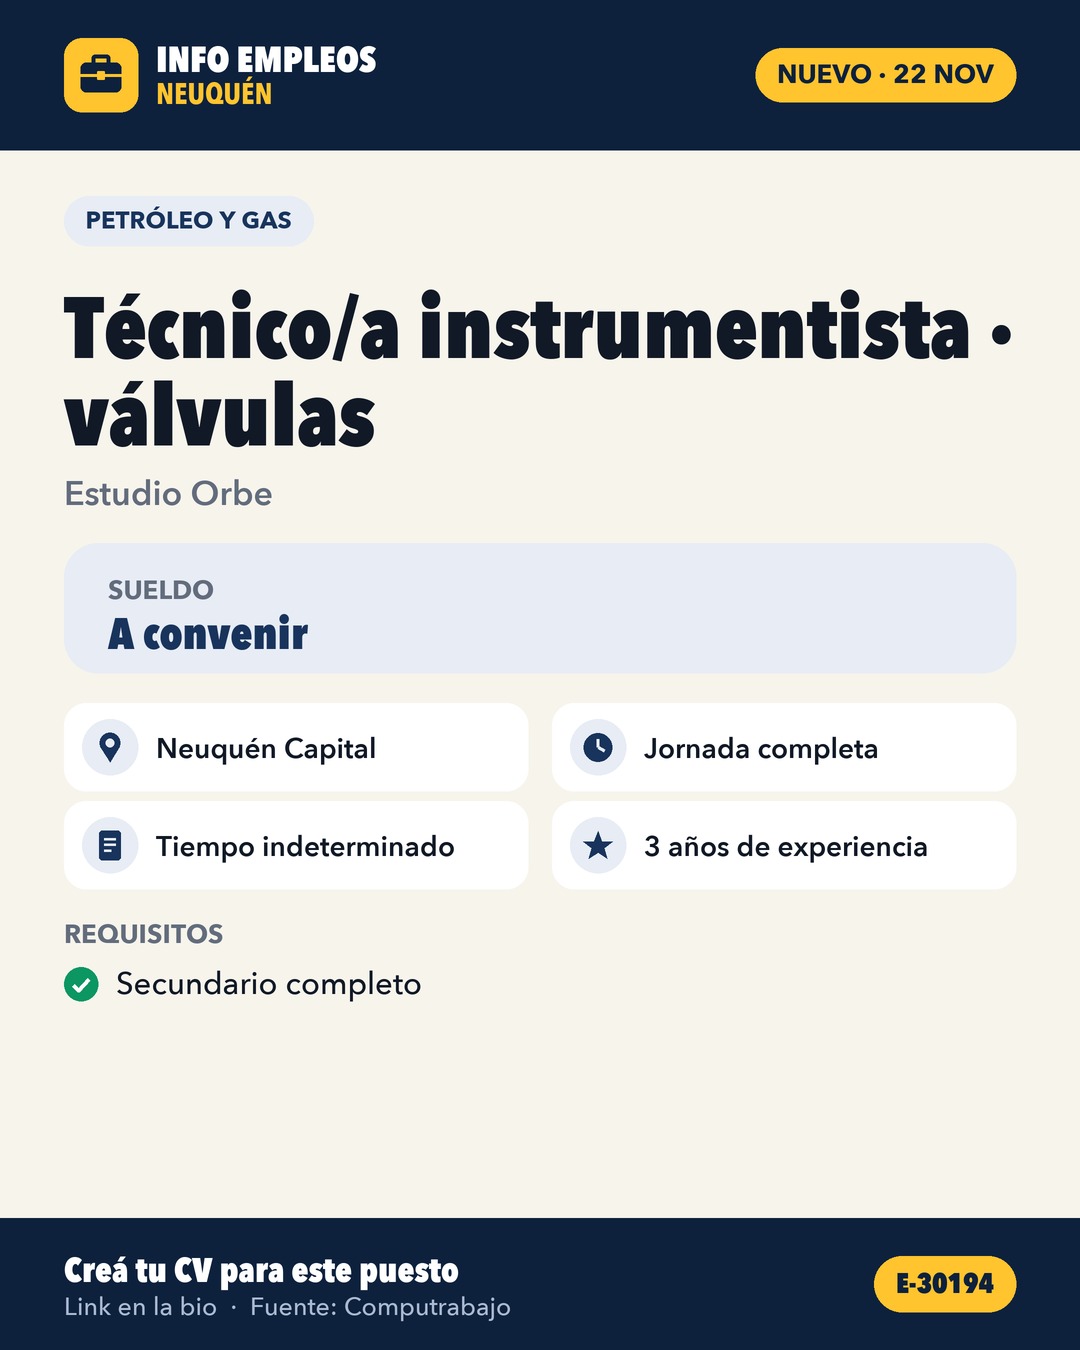 INFO EMPLEOS
NEUQUÉN
NUEVO · 22 NOV
PETRÓLEO Y GAS
Técnico/a instrumentista ·
válvulas
Estudio Orbe
SUELDO
A convenir
Neuquén Capital
Jornada completa
Tiempo indeterminado
3 años de experiencia
REQUISITOS
Secundario completo
Creá tu CV para este puesto
Link en la bio · Fuente: Computrabajo
E-30194